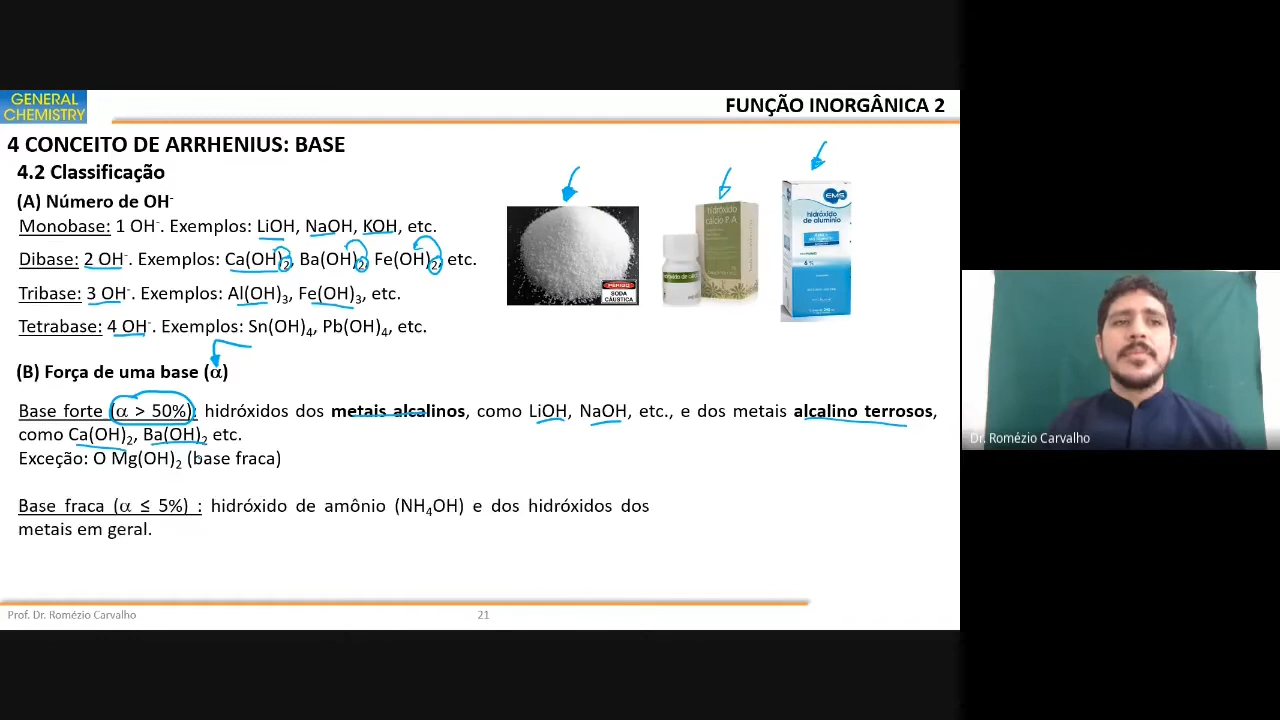 GENERAL
CHEMISTRY
FUNÇÃO INORGÂNICA 2
4 CONCEITO DE ARRHENIUS: BASE
4.2 Classificação
(A) Número de OH⁻
Monobase: 1 OH⁻. Exemplos: LiOH, NaOH, KOH, etc.
Dibase: 2 OH⁻. Exemplos: Ca(OH)₂, Ba(OH)₂, Fe(OH)₂, etc.
Tribase: 3 OH⁻. Exemplos: Al(OH)₃, Fe(OH)₃, etc.
Tetrabase: 4 OH⁻. Exemplos: Sn(OH)₄, Pb(OH)₄, etc.
PERIGO
SODA
CÁUSTICA
hidróxido
cálcio P.A
EMS
hidróxido
de alumínio
6 %
(B) Força de uma base (α)
Base forte (α > 50%): hidróxidos dos metais alcalinos, como LiOH, NaOH, etc., e dos metais alcalino terrosos,
como Ca(OH)₂, Ba(OH)₂ etc.
Exceção: O Mg(OH)₂ (base fraca)
Base fraca (α ≤ 5%) : hidróxido de amônio (NH₄OH) e dos hidróxidos dos
metais em geral.
Prof. Dr. Romézio Carvalho
21
Dr. Romézio Carvalho